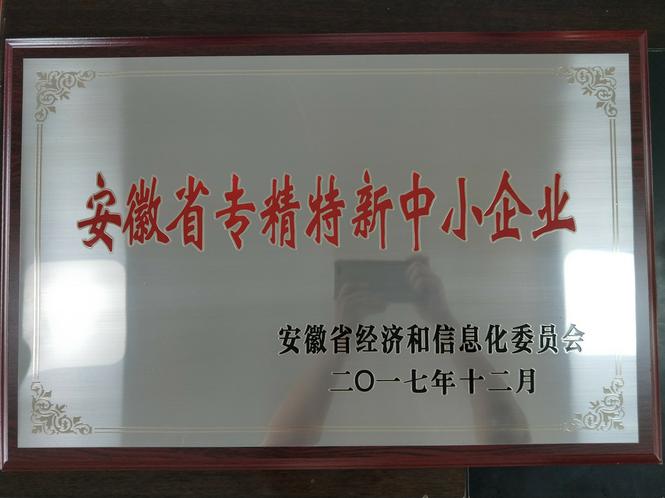 安徽省专精特新中小企业
安徽省经济和信息化委员会
二〇一七年十二月